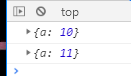 top
▸ {a: 10}
▸ {a: 11}
›